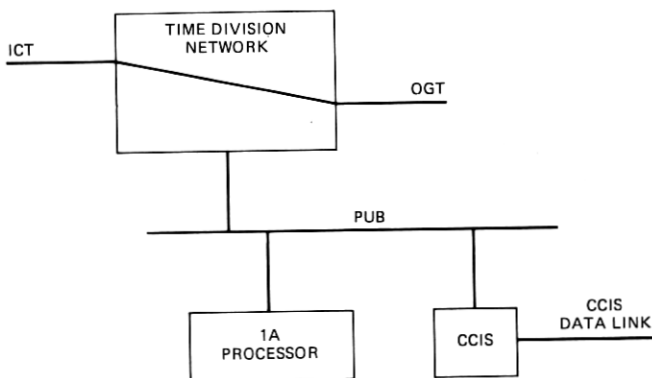 TIME DIVISION
NETWORK
ICT
OGT
PUB
1A
PROCESSOR
CCIS
CCIS
DATA LINK